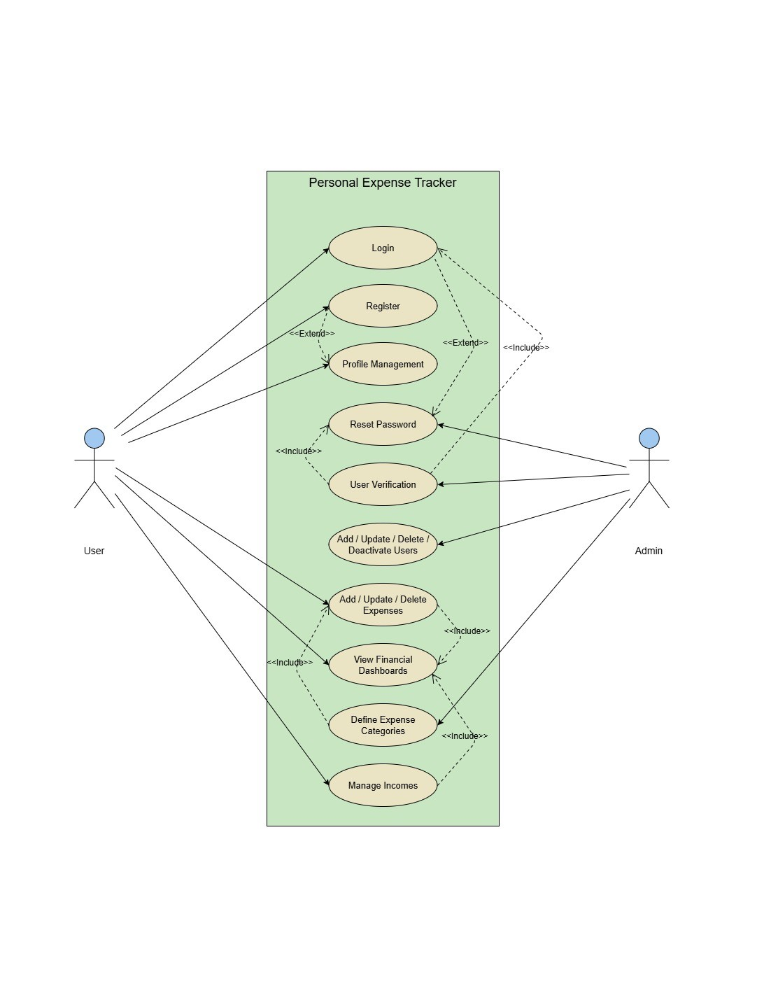 Personal Expense Tracker
Login
Register
<<Extend>>
<<Extend>>
<<Include>>
Profile Management
Reset Password
<<Include>>
User Verification
Add / Update / Delete /
Deactivate Users
User
Admin
Add / Update / Delete
Expenses
<<Include>>
View Financial
Dashboards
<<Include>>
Define Expense
Categories
<<Include>>
Manage Incomes